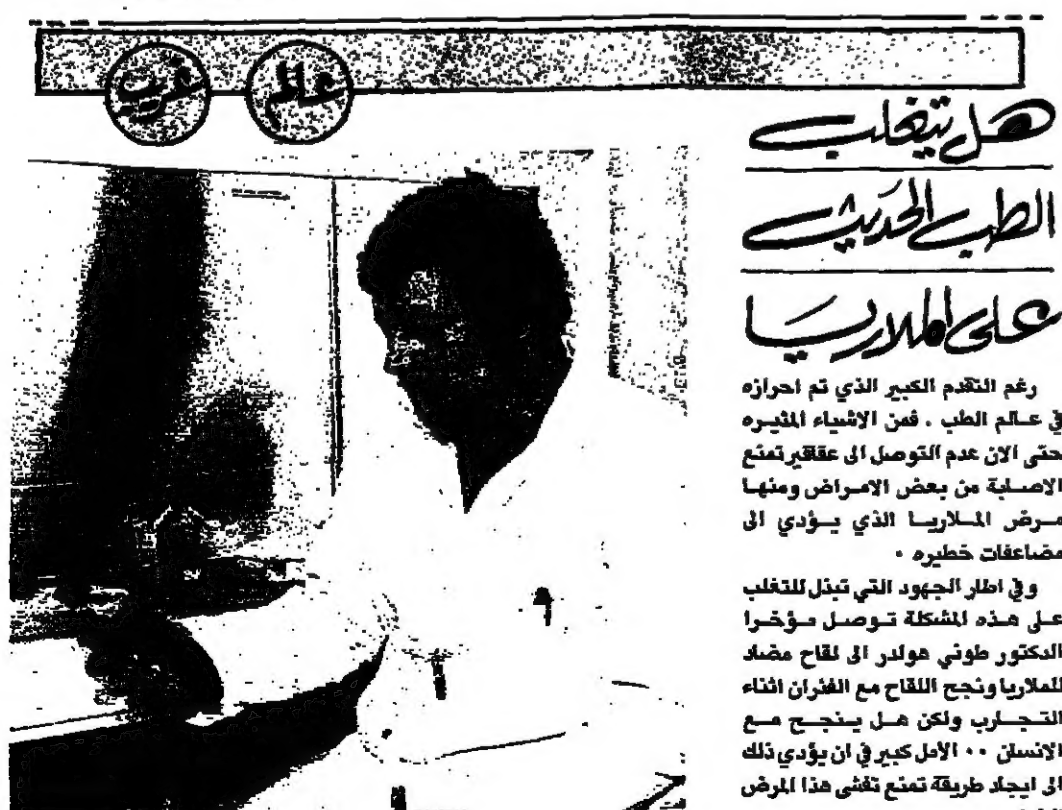 عالم غريب
هل يتغلب
الطب الحديث
على الملاريا
رغم التقدم الكبير الذي تم احرازه
في عالم الطب . فمن الاشياء المثيره
حتى الان عدم التوصل الى عقاقير تمنع
الاصابة من بعض الامراض ومنها
مرض الملاريا الذي يؤدي الى
مضاعفات خطيره .
وفي اطار الجهود التي تبذل للتغلب
على هذه المشكلة توصل مؤخرا
الدكتور طوني هولدر الى لقاح مضاد
للملاريا ونجح اللقاح مع الفئران اثناء
التجارب ولكن هل ينجح مع
الانسان .. الأمل كبير في ان يؤدي ذلك
الى ايجاد طريقة تمنع تفشي هذا المرض